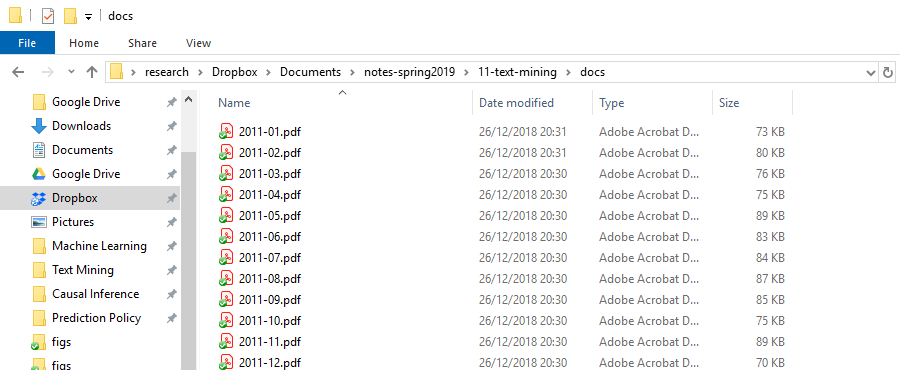 docs
File Home Share View
research Dropbox Documents notes-spring2019 11-text-mining docs
Google Drive
Downloads
Documents
Google Drive
Dropbox
Pictures
Machine Learning
Text Mining
Causal Inference
Prediction Policy
figs
figs
Name Date modified Type Size
2011-01.pdf 26/12/2018 20:31 Adobe Acrobat D... 73 KB
2011-02.pdf 26/12/2018 20:31 Adobe Acrobat D... 80 KB
2011-03.pdf 26/12/2018 20:30 Adobe Acrobat D... 76 KB
2011-04.pdf 26/12/2018 20:30 Adobe Acrobat D... 75 KB
2011-05.pdf 26/12/2018 20:30 Adobe Acrobat D... 89 KB
2011-06.pdf 26/12/2018 20:30 Adobe Acrobat D... 83 KB
2011-07.pdf 26/12/2018 20:30 Adobe Acrobat D... 84 KB
2011-08.pdf 26/12/2018 20:30 Adobe Acrobat D... 87 KB
2011-09.pdf 26/12/2018 20:30 Adobe Acrobat D... 85 KB
2011-10.pdf 26/12/2018 20:30 Adobe Acrobat D... 75 KB
2011-11.pdf 26/12/2018 20:30 Adobe Acrobat D... 89 KB
2011-12.pdf 26/12/2018 20:30 Adobe Acrobat D... 70 KB